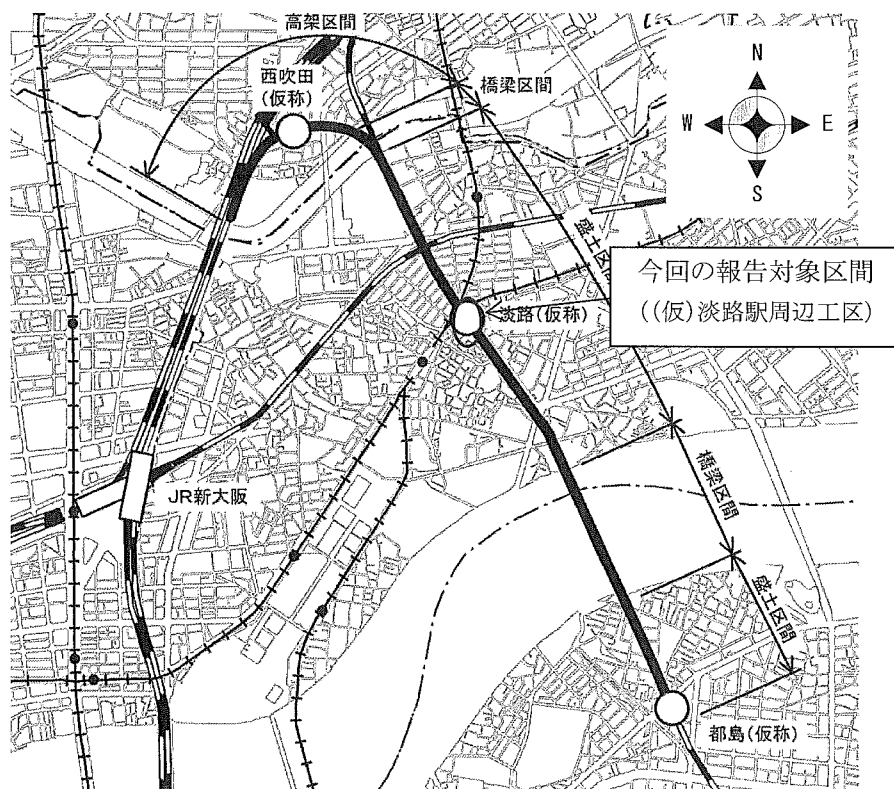 高架区間
西吹田
(仮称)
橋梁区間
N
W
E
S
盛土区間
今回の報告対象区間
((仮)淡路駅周辺工区)
淡路(仮称)
橋梁区間
JR新大阪
盛土区間
都島(仮称)